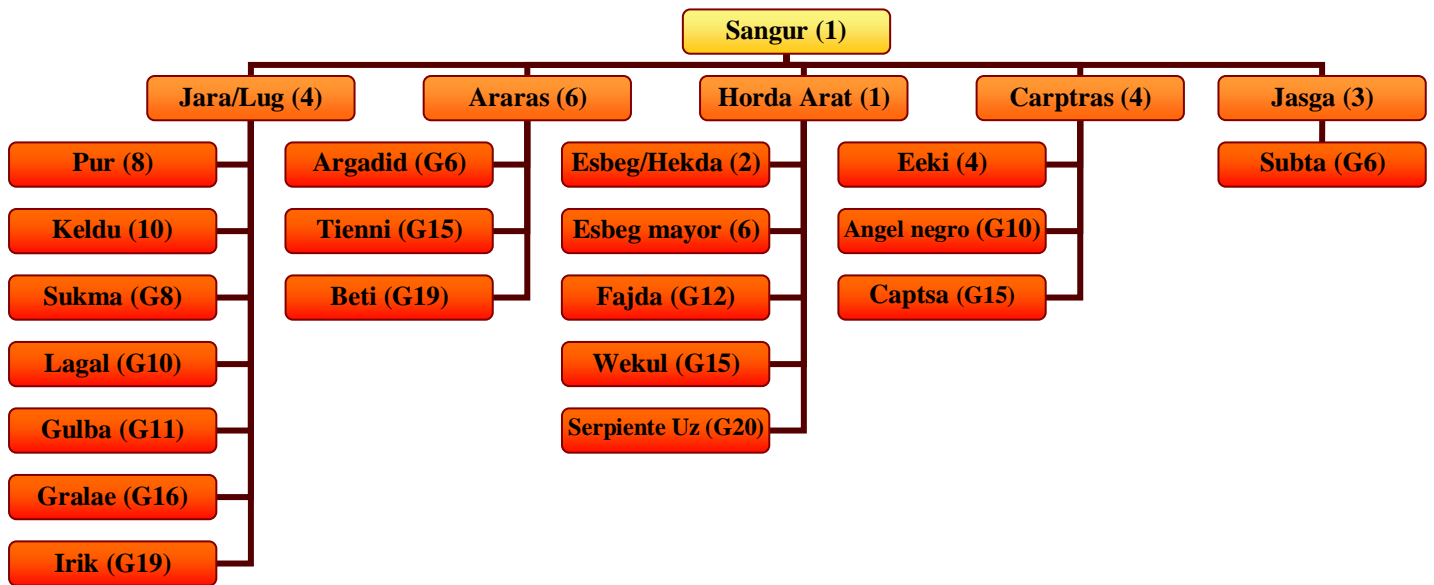 Sangur (1)
Jara/Lug (4)
Araras (6)
Horda Arat (1)
Carptras (4)
Jasga (3)
Pur (8)
Keldu (10)
Sukma (G8)
Lagal (G10)
Gulba (G11)
Gralae (G16)
Irik (G19)
Argadid (G6)
Tienni (G15)
Beti (G19)
Esbeg/Hekda (2)
Esbeg mayor (6)
Fajda (G12)
Wekul (G15)
Serpiente Uz (G20)
Eeki (4)
Angel negro (G10)
Captsa (G15)
Subta (G6)